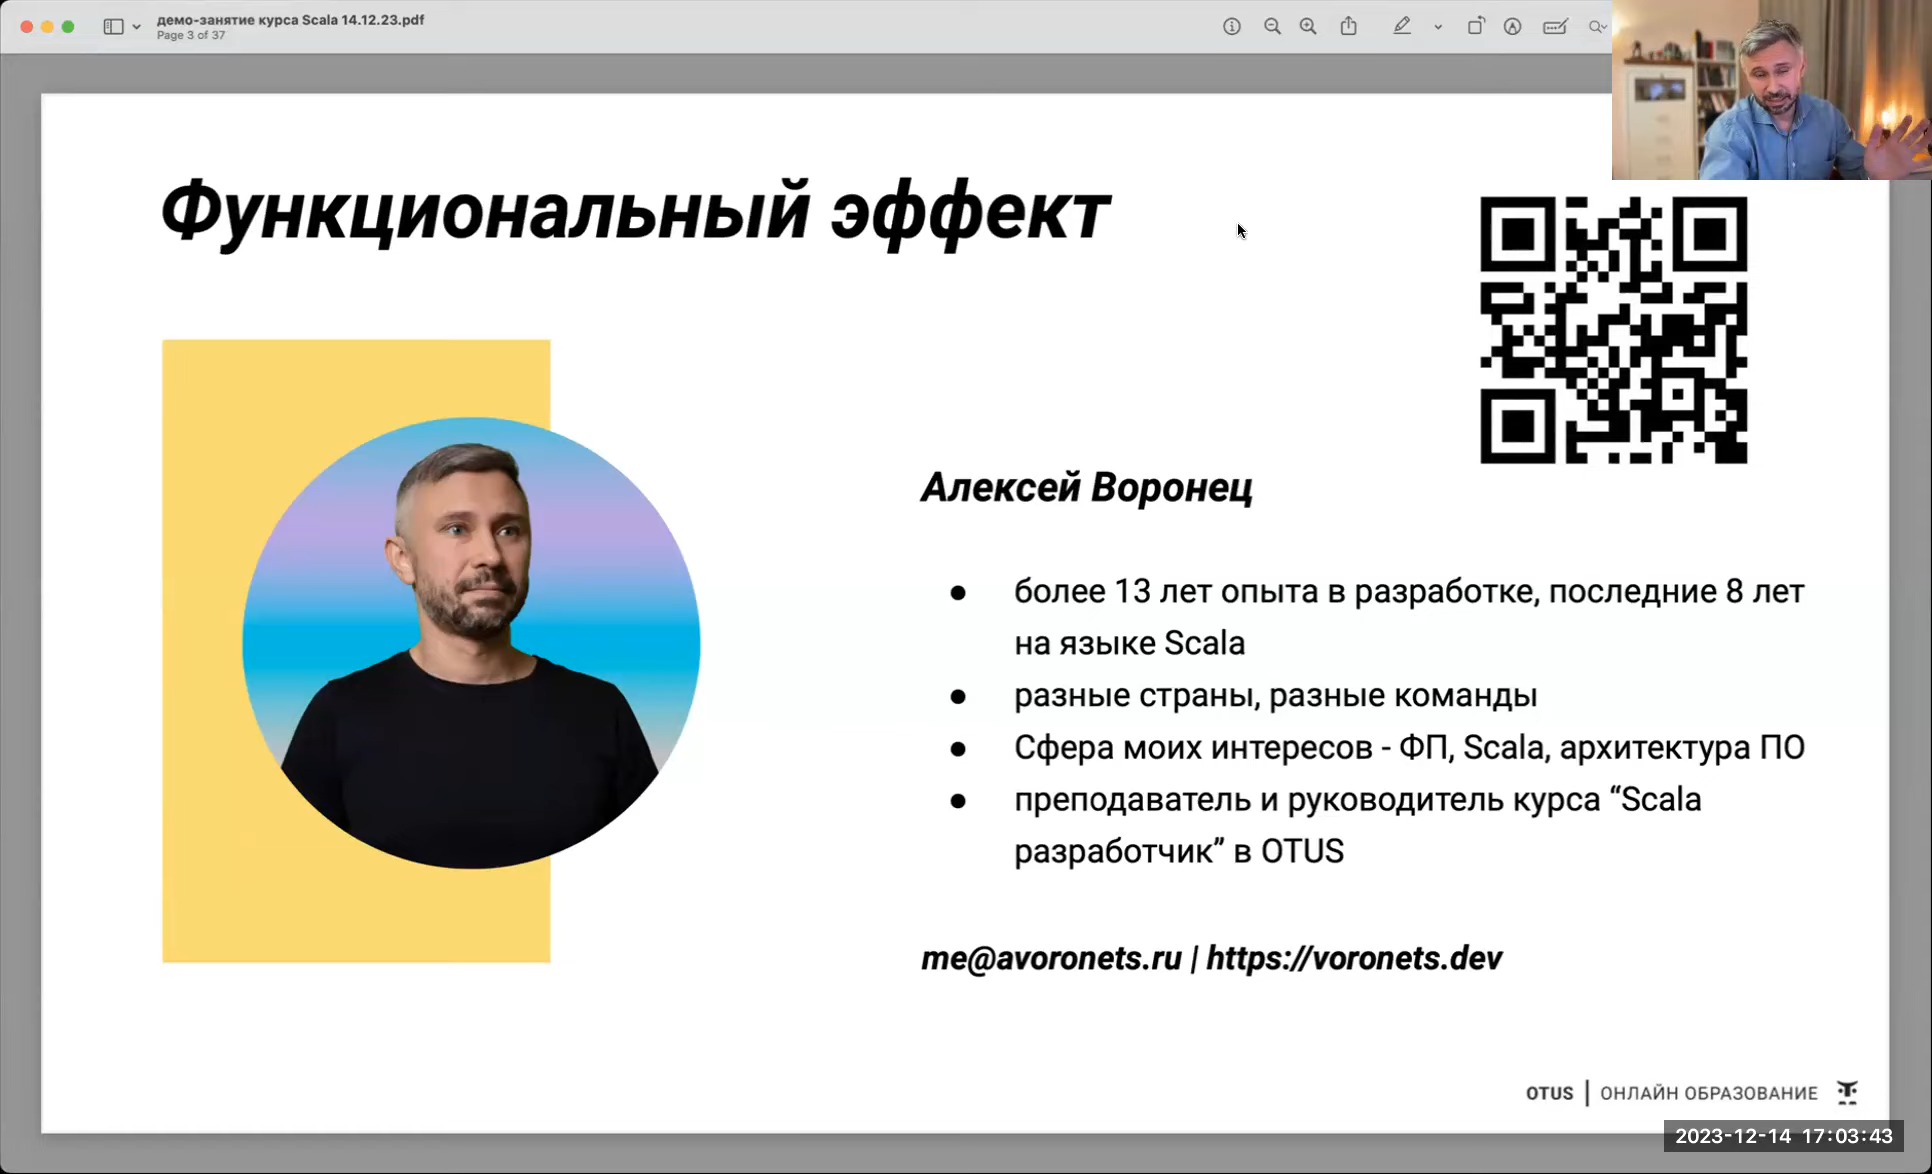 демо-занятие курса Scala 14.12.23.pdf
Page 3 of 37
Функциональный эффект
Алексей Воронец
● более 13 лет опыта в разработке, последние 8 лет
на языке Scala
● разные страны, разные команды
● Сфера моих интересов - ФП, Scala, архитектура ПО
● преподаватель и руководитель курса “Scala
разработчик” в OTUS
me@avoronets.ru | https://voronets.dev
OTUS | ОНЛАЙН ОБРАЗОВАНИЕ
2023-12-14 17:03:43